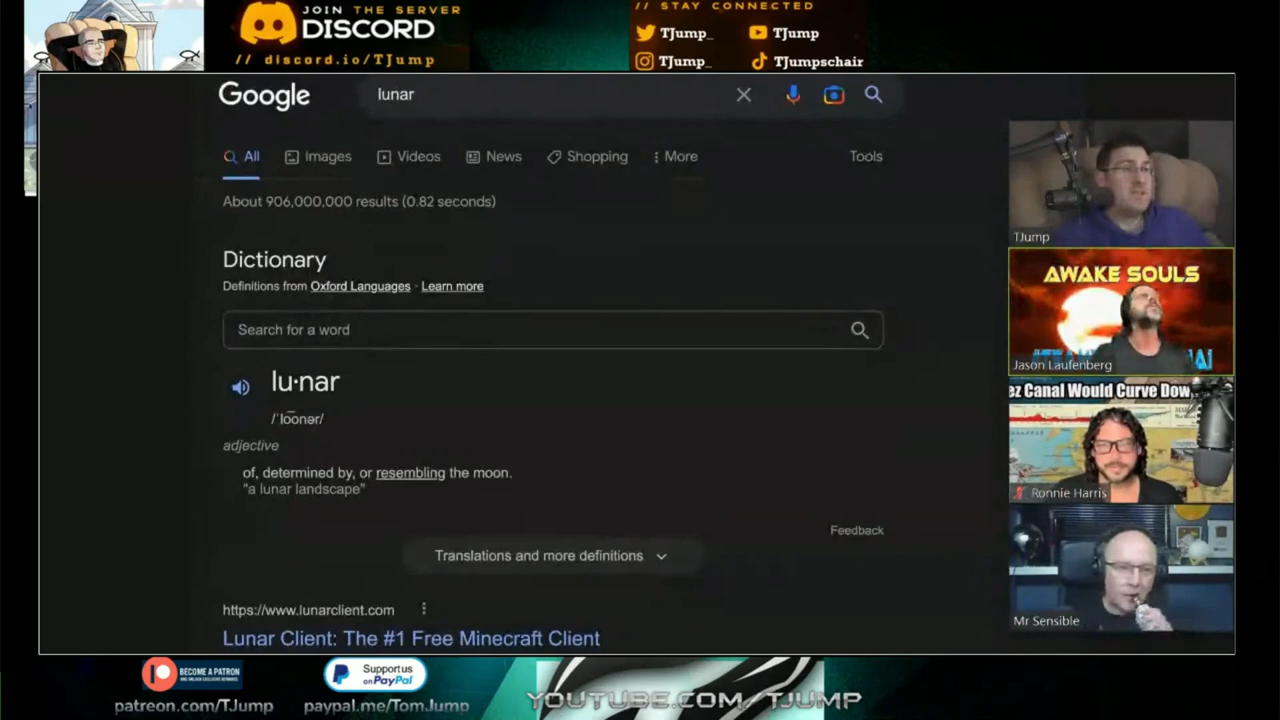 JOIN THE SERVER
DISCORD
// discord.io/TJump
// STAY CONNECTED
TJump_
TJump
TJump_
TJumpschair
Google
lunar
All
Images
Videos
News
Shopping
More
Tools
About 906,000,000 results (0.82 seconds)
Dictionary
Definitions from Oxford Languages · Learn more
Search for a word
lu·nar
/ˈlo͞onər/
adjective
of, determined by, or resembling the moon.
"a lunar landscape"
Feedback
Translations and more definitions
https://www.lunarclient.com
Lunar Client: The #1 Free Minecraft Client
TJump
AWAKE SOULS
Jason Laufenberg
ez Canal Would Curve Dow
Ronnie Harris
Mr Sensible
BECOME A PATRON
patreon.com/TJump
Support us
on PayPal
paypal.me/TomJump
YOUTUBE.COM/TJUMP